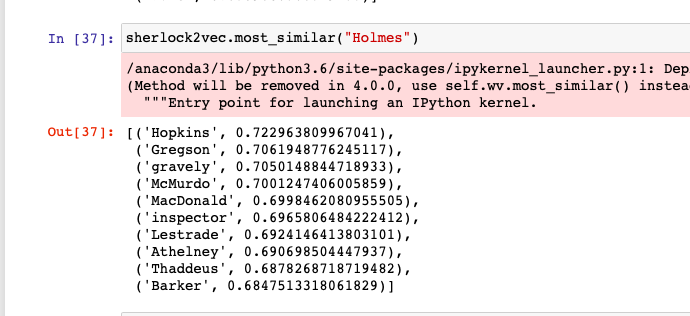 In [37]: sherlock2vec.most_similar("Holmes")
/anaconda3/lib/python3.6/site-packages/ipykernel_launcher.py:1: Dep
(Method will be removed in 4.0.0, use self.wv.most_similar() instea
"""Entry point for launching an IPython kernel.
Out[37]: [('Hopkins', 0.722963809967041),
('Gregson', 0.7061948776245117),
('gravely', 0.7050148844718933),
('McMurdo', 0.7001247406005859),
('MacDonald', 0.6998462080955505),
('inspector', 0.6965806484222412),
('Lestrade', 0.6924146413803101),
('Athelney', 0.690698504447937),
('Thaddeus', 0.6878268718719482),
('Barker', 0.6847513318061829)]